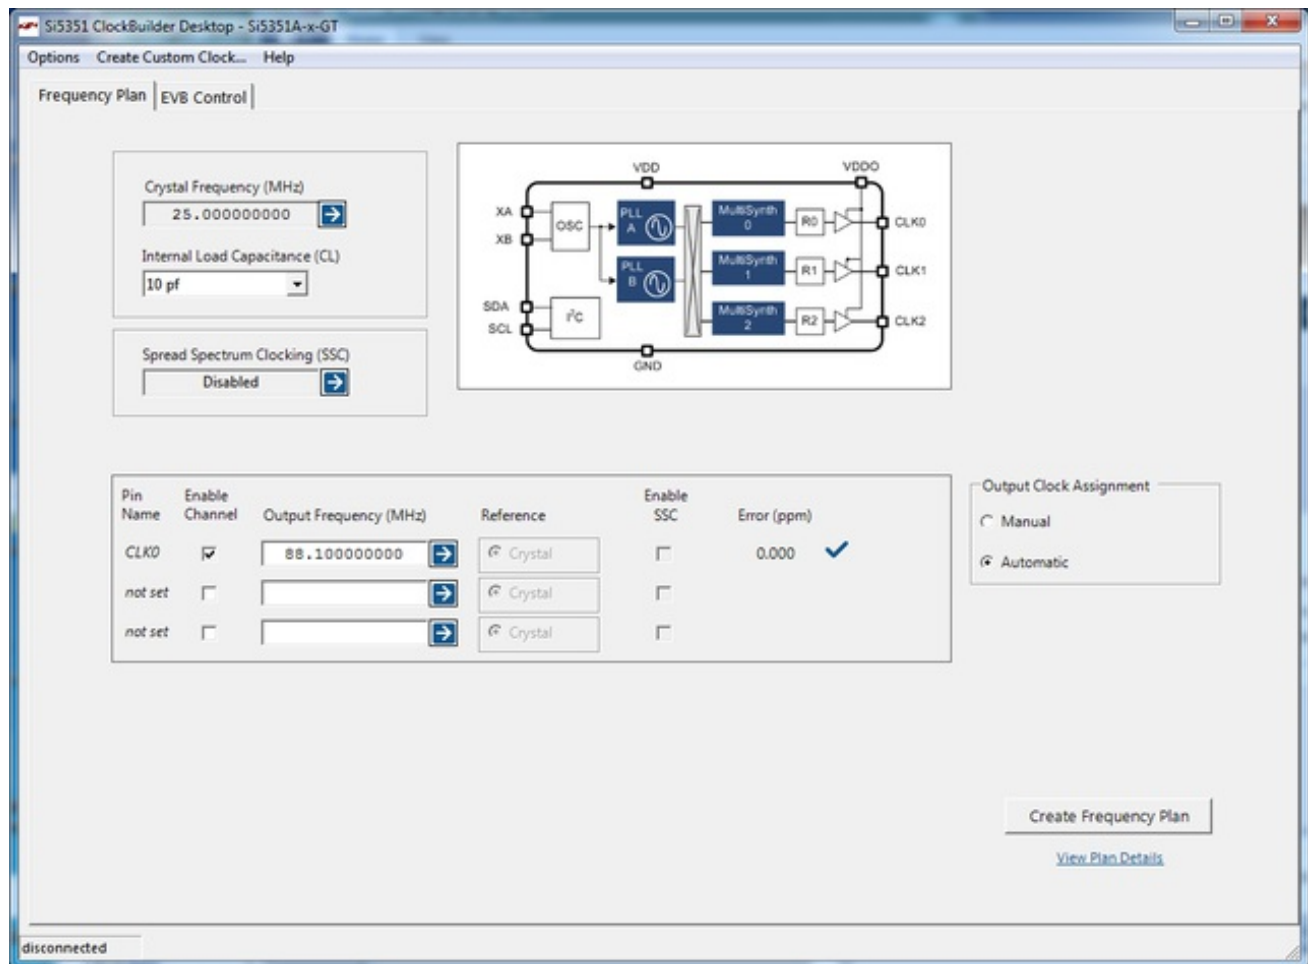 Si5351 ClockBuilder Desktop - Si5351A-x-GT
Options Create Custom Clock... Help
Frequency Plan EVB Control
Crystal Frequency (MHz)
25.000000000
Internal Load Capacitance (CL)
10 pf
Spread Spectrum Clocking (SSC)
Disabled
VDD VDDO
XA
XB
OSC
PLL A
PLL B
MultiSynth 0
R0
CLK0
MultiSynth 1
R1
CLK1
SDA
SCL
I²C
MultiSynth 2
R2
CLK2
GND
Pin Name Enable Channel Output Frequency (MHz) Reference Enable SSC Error (ppm)
CLK0 88.100000000 Crystal 0.000
not set Crystal
not set Crystal
Output Clock Assignment
Manual
Automatic
Create Frequency Plan
View Plan Details
disconnected